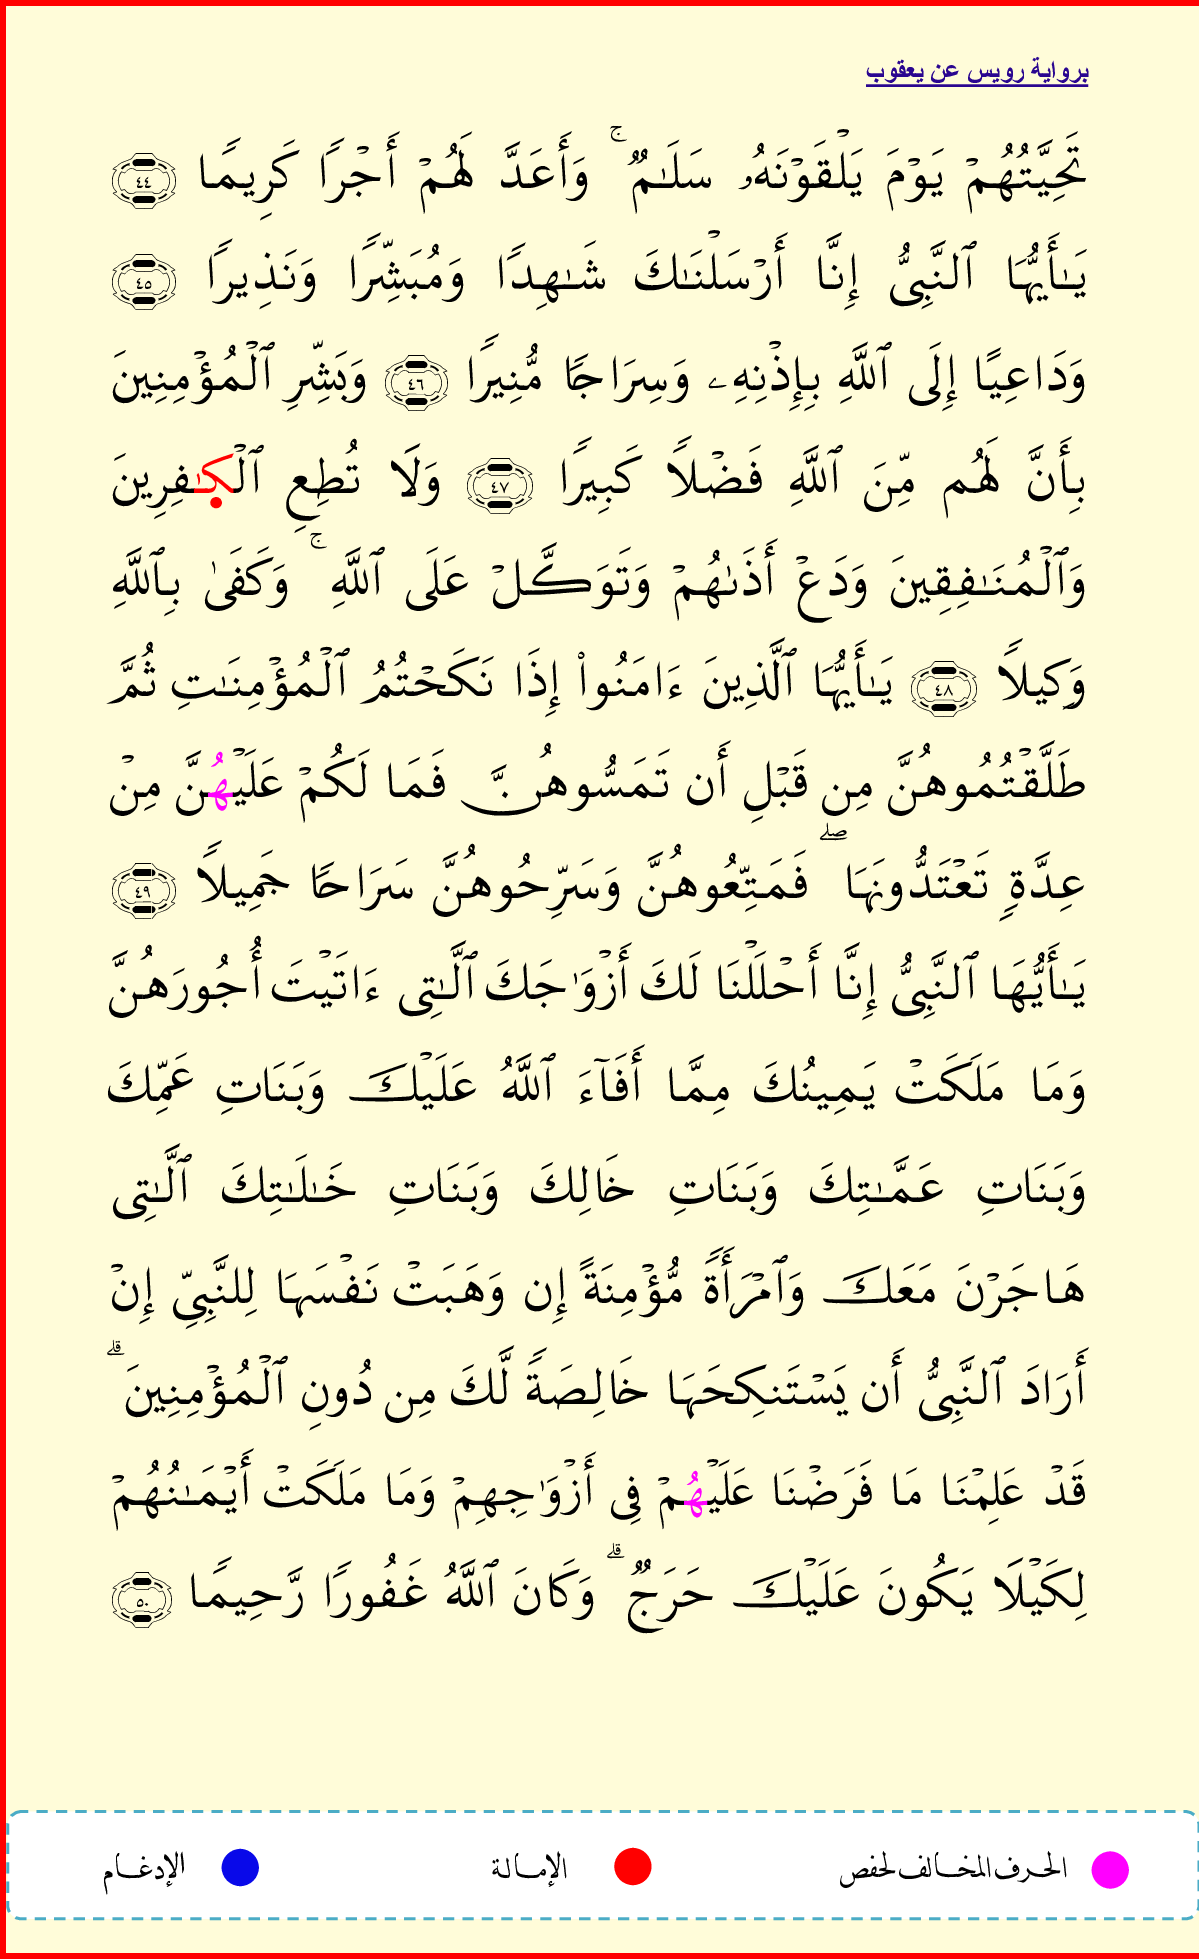 برواية رويس عن يعقوب
تَحِيَّتُهُمۡ يَوۡمَ يَلۡقَوۡنَهُۥ سَلَٰمٞۚ وَأَعَدَّ لَهُمۡ أَجۡرٗا كَرِيمٗا ٤٤
يَٰأَيُّهَا ٱلنَّبِيُّ إِنَّا أَرۡسَلۡنَٰكَ شَٰهِدٗا وَمُبَشِّرٗا وَنَذِيرٗا ٤٥
وَدَاعِيًا إِلَى ٱللَّهِ بِإِذۡنِهِۦ وَسِرَاجٗا مُّنِيرٗا ٤٦ وَبَشِّرِ ٱلۡمُؤۡمِنِينَ
بِأَنَّ لَهُم مِّنَ ٱللَّهِ فَضۡلٗا كَبِيرٗا ٤٧ وَلَا تُطِعِ ٱلۡكَٰفِرِينَ
وَٱلۡمُنَٰفِقِينَ وَدَعۡ أَذَىٰهُمۡ وَتَوَكَّلۡ عَلَى ٱللَّهِۚ وَكَفَىٰ بِٱللَّهِ
وَكِيلٗا ٤٨ يَٰأَيُّهَا ٱلَّذِينَ ءَامَنُواْ إِذَا نَكَحۡتُمُ ٱلۡمُؤۡمِنَٰتِ ثُمَّ
طَلَّقۡتُمُوهُنَّ مِن قَبۡلِ أَن تَمَسُّوهُنَّ فَمَا لَكُمۡ عَلَيۡهُنَّ مِنۡ
عِدَّةٖ تَعۡتَدُّونَهَاۖ فَمَتِّعُوهُنَّ وَسَرِّحُوهُنَّ سَرَاحٗا جَمِيلٗا ٤٩
يَٰأَيُّهَا ٱلنَّبِيُّ إِنَّا أَحۡلَلۡنَا لَكَ أَزۡوَٰجَكَ ٱلَّٰتِي ءَاتَيۡتَ أُجُورَهُنَّ
وَمَا مَلَكَتۡ يَمِينُكَ مِمَّا أَفَآءَ ٱللَّهُ عَلَيۡكَ وَبَنَاتِ عَمِّكَ
وَبَنَاتِ عَمَّٰتِكَ وَبَنَاتِ خَالِكَ وَبَنَاتِ خَٰلَٰتِكَ ٱلَّٰتِي
هَاجَرۡنَ مَعَكَ وَٱمۡرَأَةٗ مُّؤۡمِنَةً إِن وَهَبَتۡ نَفۡسَهَا لِلنَّبِيِّ إِنۡ
أَرَادَ ٱلنَّبِيُّ أَن يَسۡتَنكِحَهَا خَالِصَةٗ لَّكَ مِن دُونِ ٱلۡمُؤۡمِنِينَۗ
قَدۡ عَلِمۡنَا مَا فَرَضۡنَا عَلَيۡهُمۡ فِي أَزۡوَٰجِهِمۡ وَمَا مَلَكَتۡ أَيۡمَٰنُهُمۡ
لِكَيۡلَا يَكُونَ عَلَيۡكَ حَرَجٞۗ وَكَانَ ٱللَّهُ غَفُورٗا رَّحِيمٗا ٥٠
الحرف المخالف لحفص الإمالة الإدغام